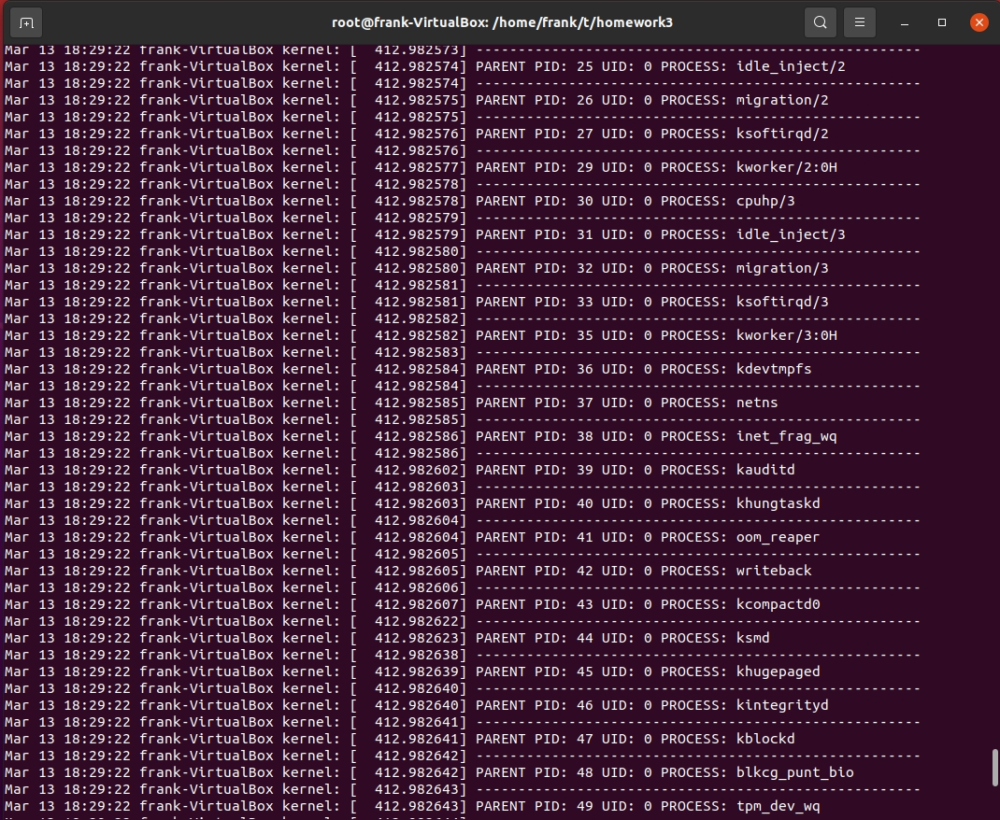 root@frank-VirtualBox: /home/frank/t/homework3
Mar 13 18:29:22 frank-VirtualBox kernel: [  412.982573] -----------------------------------------------------
Mar 13 18:29:22 frank-VirtualBox kernel: [  412.982574] PARENT PID: 25 UID: 0 PROCESS: idle_inject/2
Mar 13 18:29:22 frank-VirtualBox kernel: [  412.982574] -----------------------------------------------------
Mar 13 18:29:22 frank-VirtualBox kernel: [  412.982575] PARENT PID: 26 UID: 0 PROCESS: migration/2
Mar 13 18:29:22 frank-VirtualBox kernel: [  412.982575] -----------------------------------------------------
Mar 13 18:29:22 frank-VirtualBox kernel: [  412.982576] PARENT PID: 27 UID: 0 PROCESS: ksoftirqd/2
Mar 13 18:29:22 frank-VirtualBox kernel: [  412.982576] -----------------------------------------------------
Mar 13 18:29:22 frank-VirtualBox kernel: [  412.982577] PARENT PID: 29 UID: 0 PROCESS: kworker/2:0H
Mar 13 18:29:22 frank-VirtualBox kernel: [  412.982578] -----------------------------------------------------
Mar 13 18:29:22 frank-VirtualBox kernel: [  412.982578] PARENT PID: 30 UID: 0 PROCESS: cpuhp/3
Mar 13 18:29:22 frank-VirtualBox kernel: [  412.982579] -----------------------------------------------------
Mar 13 18:29:22 frank-VirtualBox kernel: [  412.982579] PARENT PID: 31 UID: 0 PROCESS: idle_inject/3
Mar 13 18:29:22 frank-VirtualBox kernel: [  412.982580] -----------------------------------------------------
Mar 13 18:29:22 frank-VirtualBox kernel: [  412.982580] PARENT PID: 32 UID: 0 PROCESS: migration/3
Mar 13 18:29:22 frank-VirtualBox kernel: [  412.982581] -----------------------------------------------------
Mar 13 18:29:22 frank-VirtualBox kernel: [  412.982581] PARENT PID: 33 UID: 0 PROCESS: ksoftirqd/3
Mar 13 18:29:22 frank-VirtualBox kernel: [  412.982582] -----------------------------------------------------
Mar 13 18:29:22 frank-VirtualBox kernel: [  412.982582] PARENT PID: 35 UID: 0 PROCESS: kworker/3:0H
Mar 13 18:29:22 frank-VirtualBox kernel: [  412.982583] -----------------------------------------------------
Mar 13 18:29:22 frank-VirtualBox kernel: [  412.982584] PARENT PID: 36 UID: 0 PROCESS: kdevtmpfs
Mar 13 18:29:22 frank-VirtualBox kernel: [  412.982584] -----------------------------------------------------
Mar 13 18:29:22 frank-VirtualBox kernel: [  412.982585] PARENT PID: 37 UID: 0 PROCESS: netns
Mar 13 18:29:22 frank-VirtualBox kernel: [  412.982585] -----------------------------------------------------
Mar 13 18:29:22 frank-VirtualBox kernel: [  412.982586] PARENT PID: 38 UID: 0 PROCESS: inet_frag_wq
Mar 13 18:29:22 frank-VirtualBox kernel: [  412.982586] -----------------------------------------------------
Mar 13 18:29:22 frank-VirtualBox kernel: [  412.982602] PARENT PID: 39 UID: 0 PROCESS: kauditd
Mar 13 18:29:22 frank-VirtualBox kernel: [  412.982603] -----------------------------------------------------
Mar 13 18:29:22 frank-VirtualBox kernel: [  412.982603] PARENT PID: 40 UID: 0 PROCESS: khungtaskd
Mar 13 18:29:22 frank-VirtualBox kernel: [  412.982604] -----------------------------------------------------
Mar 13 18:29:22 frank-VirtualBox kernel: [  412.982604] PARENT PID: 41 UID: 0 PROCESS: oom_reaper
Mar 13 18:29:22 frank-VirtualBox kernel: [  412.982605] -----------------------------------------------------
Mar 13 18:29:22 frank-VirtualBox kernel: [  412.982605] PARENT PID: 42 UID: 0 PROCESS: writeback
Mar 13 18:29:22 frank-VirtualBox kernel: [  412.982606] -----------------------------------------------------
Mar 13 18:29:22 frank-VirtualBox kernel: [  412.982607] PARENT PID: 43 UID: 0 PROCESS: kcompactd0
Mar 13 18:29:22 frank-VirtualBox kernel: [  412.982622] -----------------------------------------------------
Mar 13 18:29:22 frank-VirtualBox kernel: [  412.982623] PARENT PID: 44 UID: 0 PROCESS: ksmd
Mar 13 18:29:22 frank-VirtualBox kernel: [  412.982638] -----------------------------------------------------
Mar 13 18:29:22 frank-VirtualBox kernel: [  412.982639] PARENT PID: 45 UID: 0 PROCESS: khugepaged
Mar 13 18:29:22 frank-VirtualBox kernel: [  412.982640] -----------------------------------------------------
Mar 13 18:29:22 frank-VirtualBox kernel: [  412.982640] PARENT PID: 46 UID: 0 PROCESS: kintegrityd
Mar 13 18:29:22 frank-VirtualBox kernel: [  412.982641] -----------------------------------------------------
Mar 13 18:29:22 frank-VirtualBox kernel: [  412.982641] PARENT PID: 47 UID: 0 PROCESS: kblockd
Mar 13 18:29:22 frank-VirtualBox kernel: [  412.982642] -----------------------------------------------------
Mar 13 18:29:22 frank-VirtualBox kernel: [  412.982642] PARENT PID: 48 UID: 0 PROCESS: blkcg_punt_bio
Mar 13 18:29:22 frank-VirtualBox kernel: [  412.982643] -----------------------------------------------------
Mar 13 18:29:22 frank-VirtualBox kernel: [  412.982643] PARENT PID: 49 UID: 0 PROCESS: tpm_dev_wq